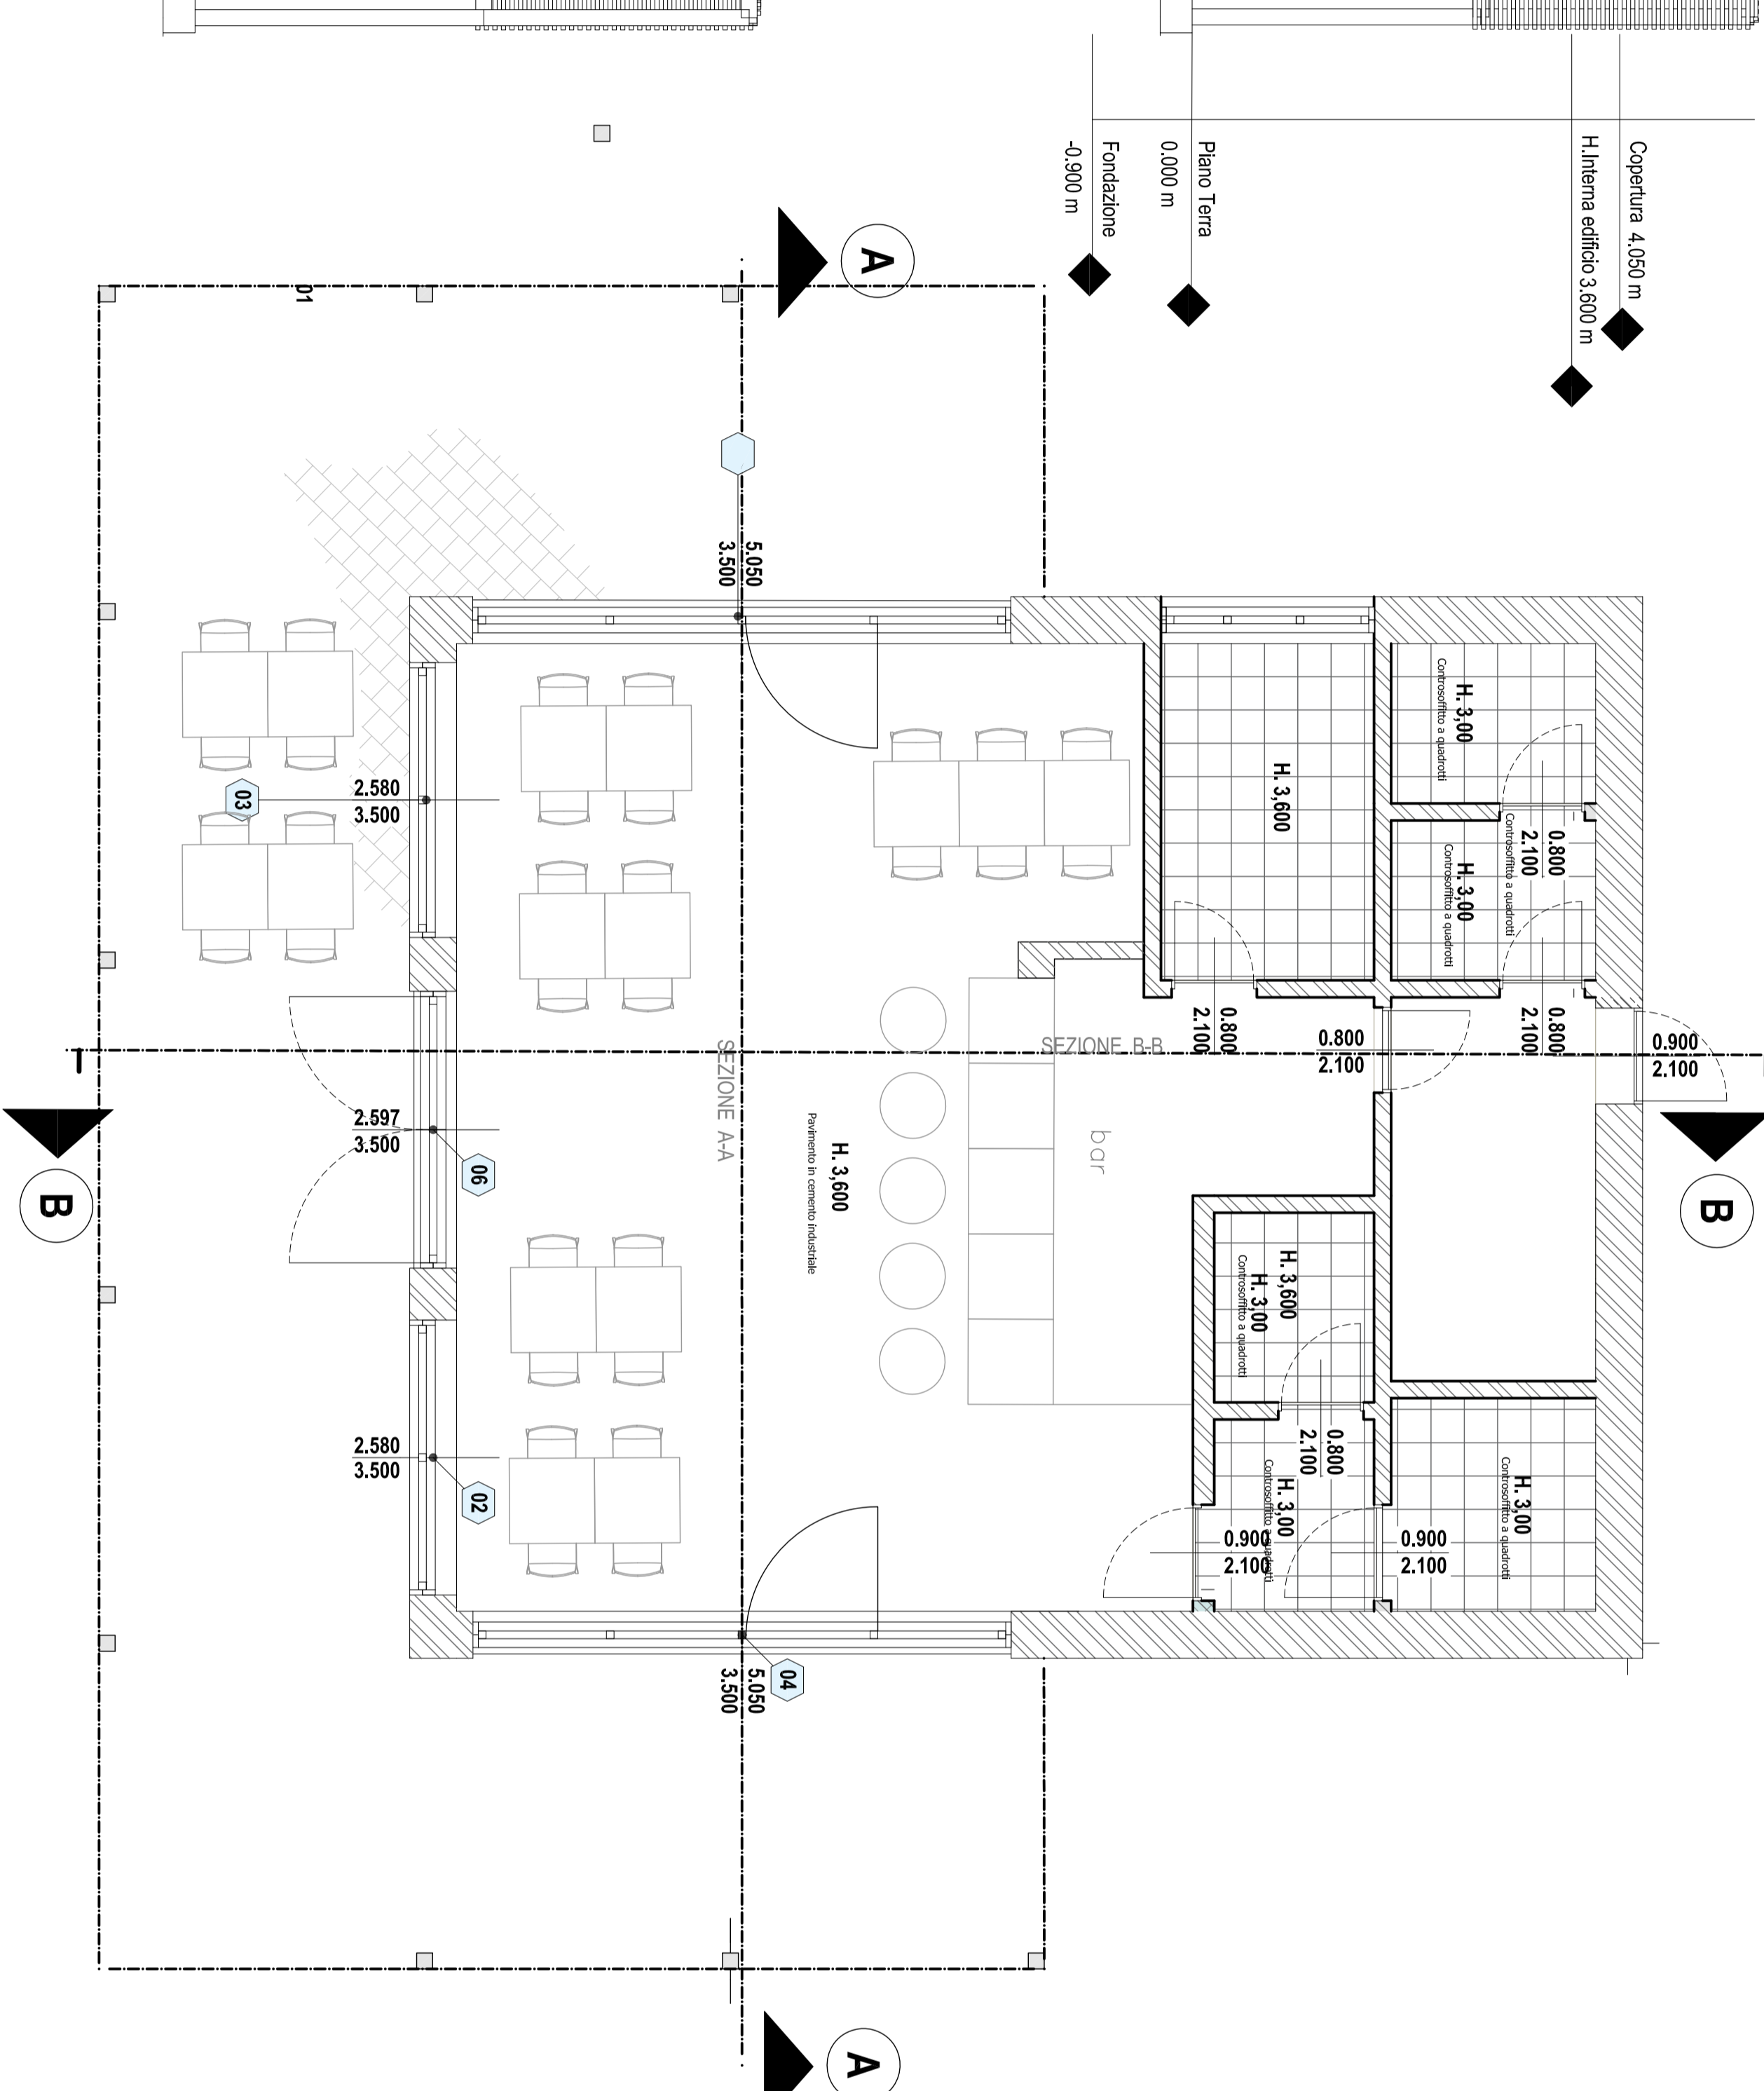 Copertura 4.050 m
H.Interna edificio 3.600 m
Piano Terra
0.000 m
Fondazione
-0.900 m
A
01
5.050
3.500
H. 3,00
Controsoffitto a quadrotti
H. 3,600
0.800
2.100
Controsoffitto a quadrotti
H. 3,00
Controsoffitto a quadrotti
03
2.580
3.500
0.800
2.100
0.800
2.100
0.800
2.100
0.900
2.100
SEZIONE B-B
SEZIONE A-A
bar
B
B
2.597
3.500
06
H. 3,600
Pavimento in cemento industriale
H. 3,600
H. 3,00
Controsoffitto a quadrotti
0.800
2.100
2.580
3.500
02
H. 3,00
Controsoffitto a quadrotti
H. 3,00
Controsoffitto a quadrotti
0.900
2.100
0.900
2.100
04
5.050
3.500
A